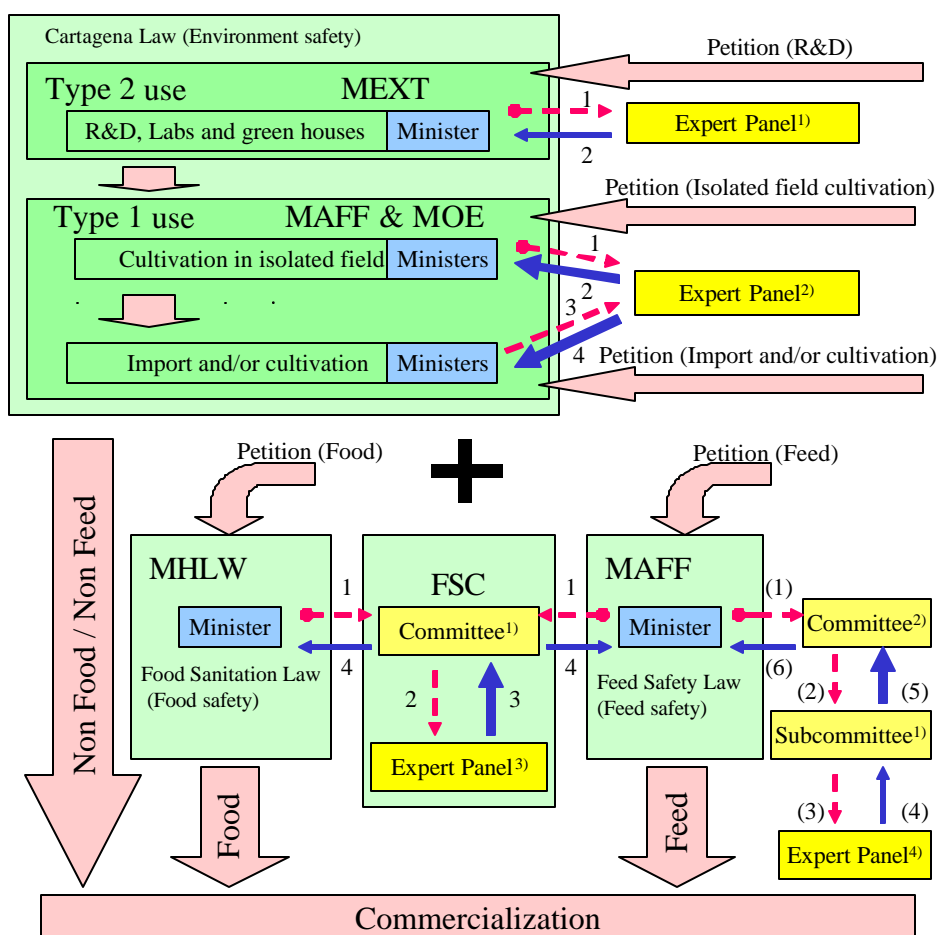 Cartagena Law (Environment safety)
Petition (R&D)
Type 2 use
MEXT
1
R&D, Labs and green houses
Minister
Expert Panel1)
2
Petition (Isolated field cultivation)
Type 1 use
MAFF & MOE
1
Cultivation in isolated field
Ministers
2
Expert Panel2)
3
4
Petition (Import and/or cultivation)
Import and/or cultivation
Ministers
Petition (Food)
Petition (Feed)
Non Food / Non Feed
MHLW
FSC
MAFF
1
1
(1)
Minister
Committee1)
Minister
Committee2)
4
4
(6)
Food Sanitation Law
(Food safety)
2
3
Feed Safety Law
(Feed safety)
(2)
(5)
Subcommittee1)
Expert Panel3)
(3)
(4)
Food
Feed
Expert Panel4)
Commercialization